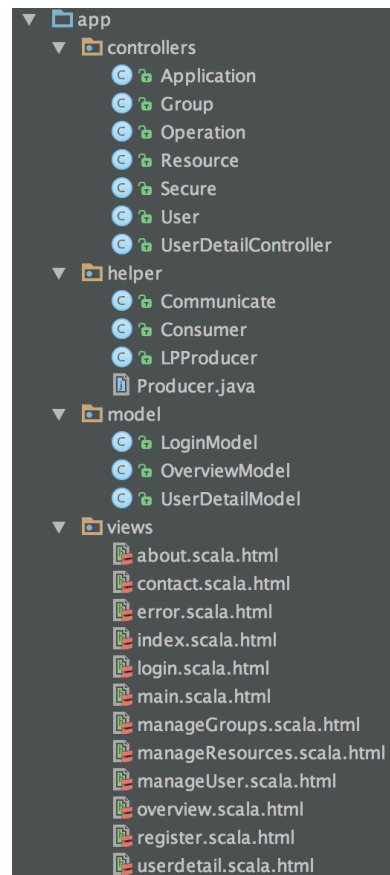 app
controllers
Application
Group
Operation
Resource
Secure
User
UserDetailController
helper
Communicate
Consumer
LPProducer
Producer.java
model
LoginModel
OverviewModel
UserDetailModel
views
about.scala.html
contact.scala.html
error.scala.html
index.scala.html
login.scala.html
main.scala.html
manageGroups.scala.html
manageResources.scala.html
manageUser.scala.html
overview.scala.html
register.scala.html
userdetail.scala.html